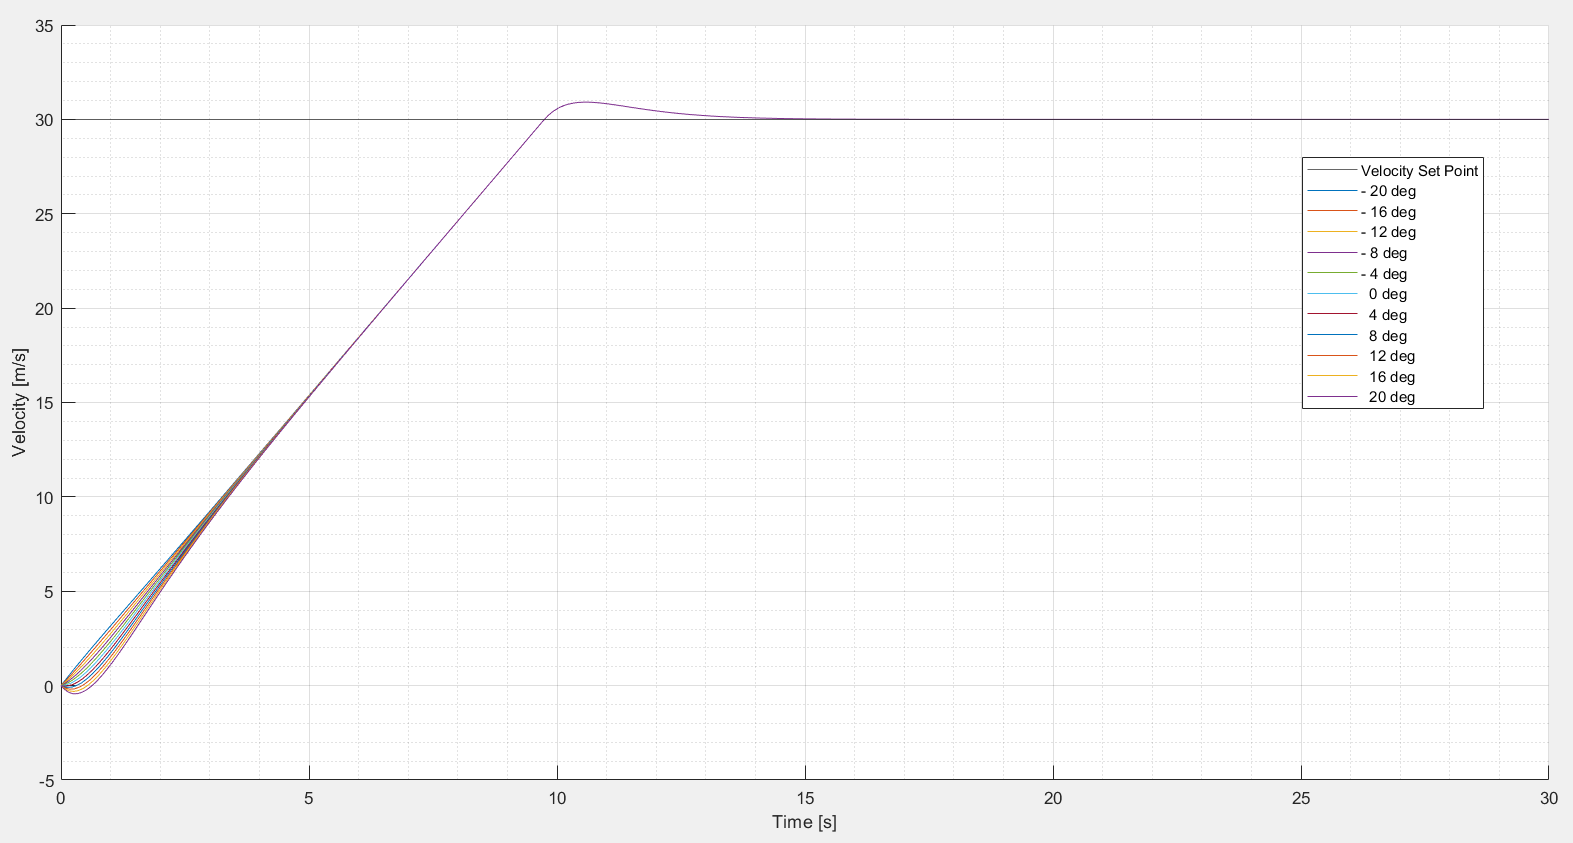 35
30
25
20
15
10
5
0
-5
Velocity [m/s]
Velocity Set Point
- 20 deg
- 16 deg
- 12 deg
- 8 deg
- 4 deg
0 deg
4 deg
8 deg
12 deg
16 deg
20 deg
0 5 10 15 20 25 30
Time [s]